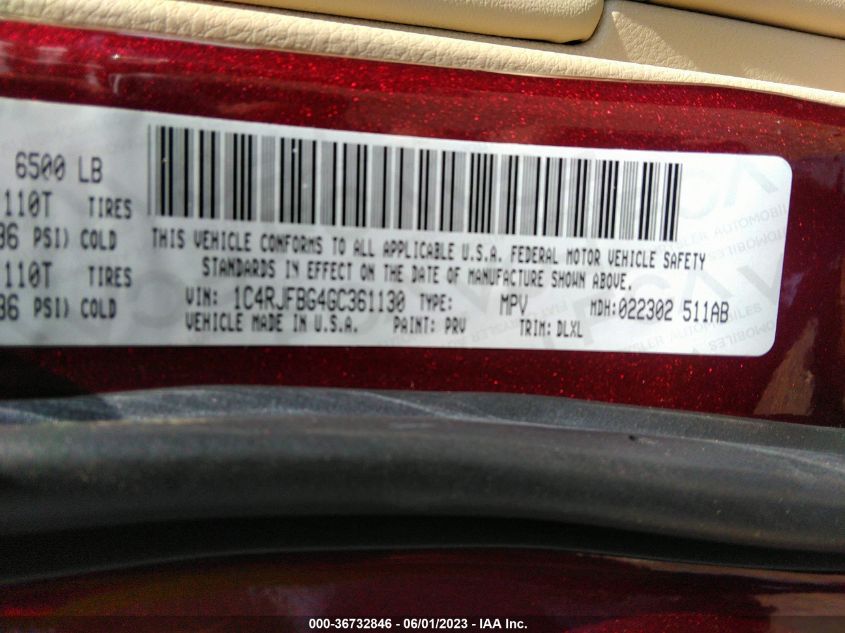 6500 LB
110T TIRES
36 PSI) COLD
110T TIRES
36 PSI) COLD
THIS VEHICLE CONFORMS TO ALL APPLICABLE U.S.A. FEDERAL MOTOR VEHICLE SAFETY
STANDARDS IN EFFECT ON THE DATE OF MANUFACTURE SHOWN ABOVE.
VIN: 1C4RJFBG4GC361130 TYPE: MPV MDH:022302 511AB
VEHICLE MADE IN U.S.A. PAINT: PRV TRIM: DLXL
000-36732846 - 06/01/2023 - IAA Inc.